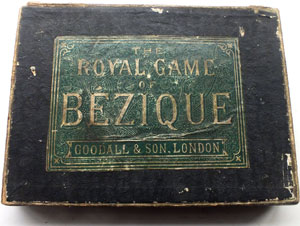 THE
ROYAL GAME
OF
BÉZIQUE
GOODALL & SON. LONDON